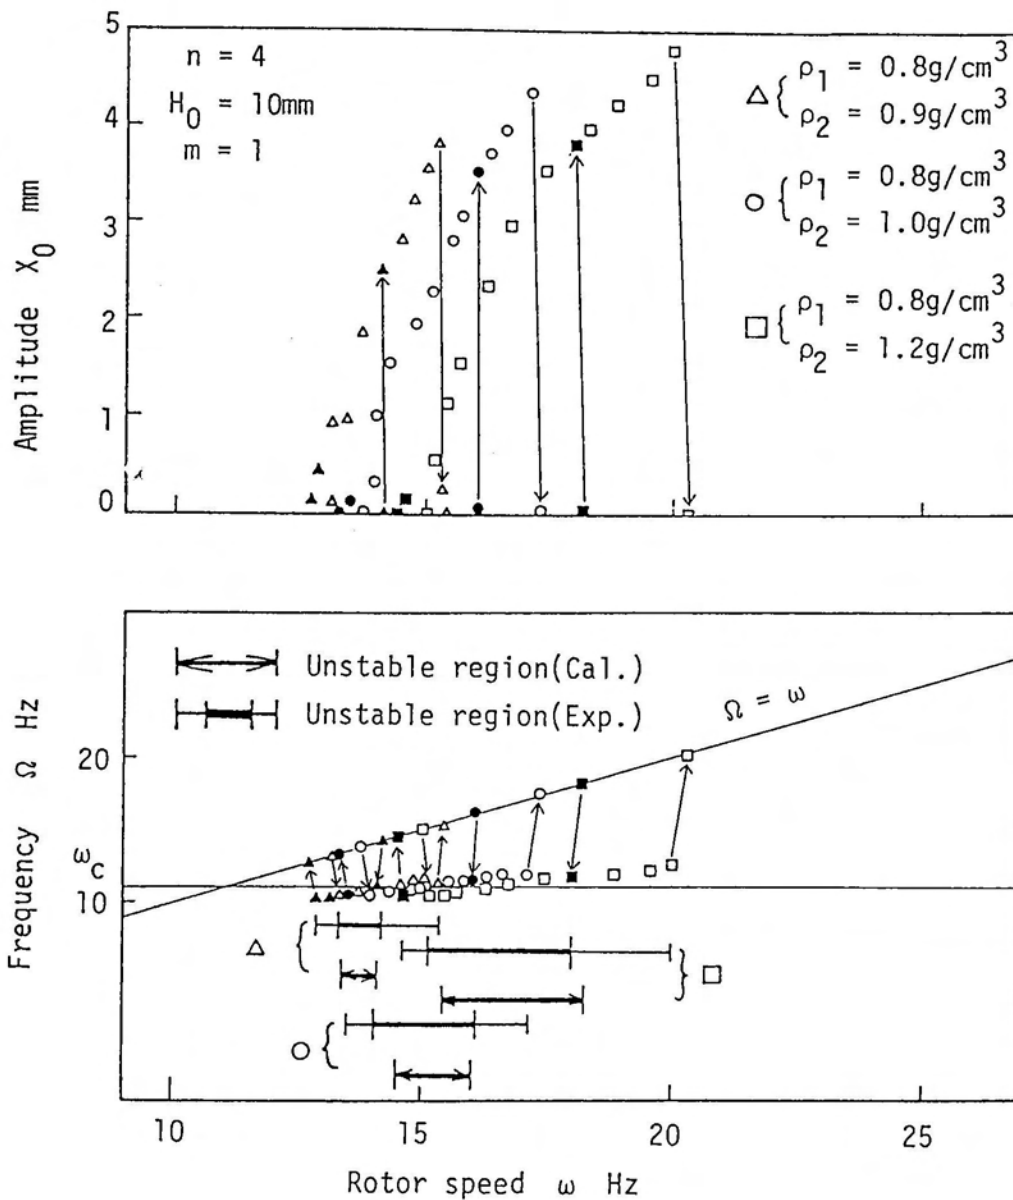 5
4
3
2
1
0
Amplitude X0 mm
n = 4
H0 = 10mm
m = 1
△ { ρ1 = 0.8g/cm³
ρ2 = 0.9g/cm³
○ { ρ1 = 0.8g/cm³
ρ2 = 1.0g/cm³
□ { ρ1 = 0.8g/cm³
ρ2 = 1.2g/cm³
Unstable region(Cal.)
Unstable region(Exp.)
Ω = ω
20
ωc
10
Frequency Ω Hz
10 15 20 25
Rotor speed ω Hz